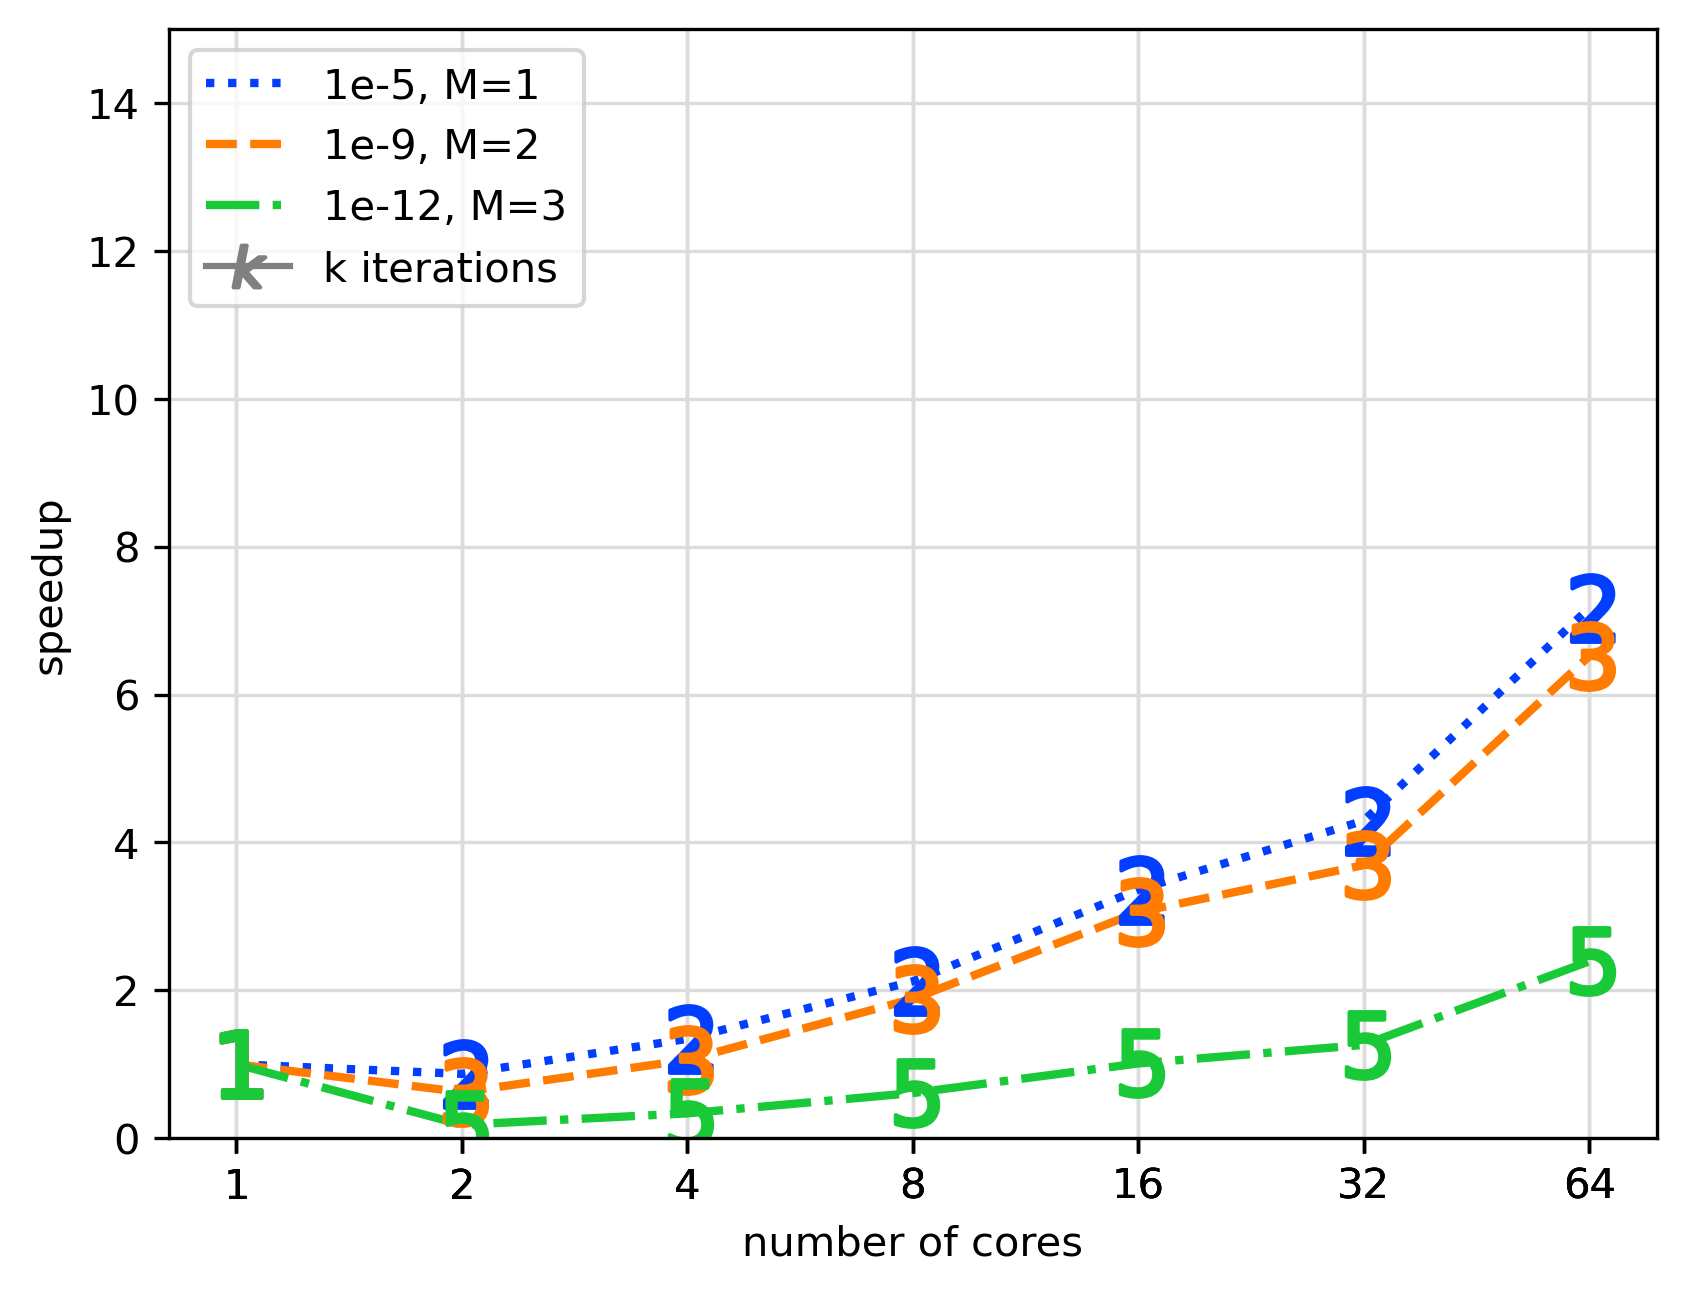 1e-5, M=1
1e-9, M=2
1e-12, M=3
k iterations
k
speedup
14
12
10
8
6
4
2
0
1
2 3 5
2 3 5
2 3 5
2 3 5
2 3 5
2 3 5
1 2 4 8 16 32 64
number of cores